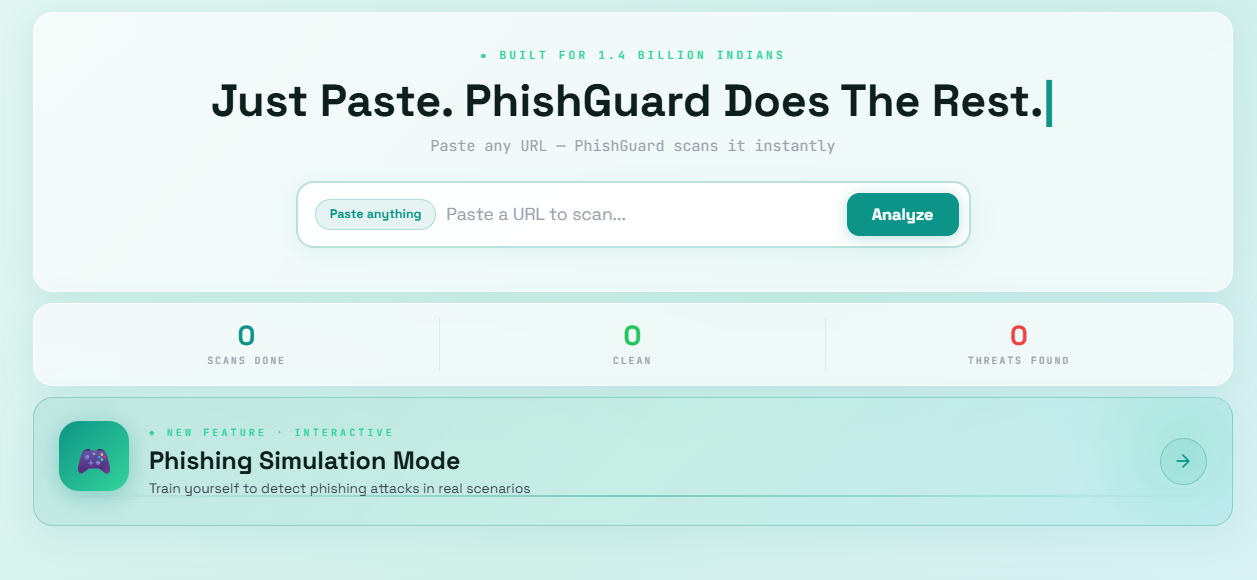 • BUILT FOR 1.4 BILLION INDIANS
Just Paste. PhishGuard Does The Rest.
Paste any URL — PhishGuard scans it instantly
Paste anything Paste a URL to scan... Analyze
0 0 0
SCANS DONE CLEAN THREATS FOUND
• NEW FEATURE · INTERACTIVE
Phishing Simulation Mode
Train yourself to detect phishing attacks in real scenarios